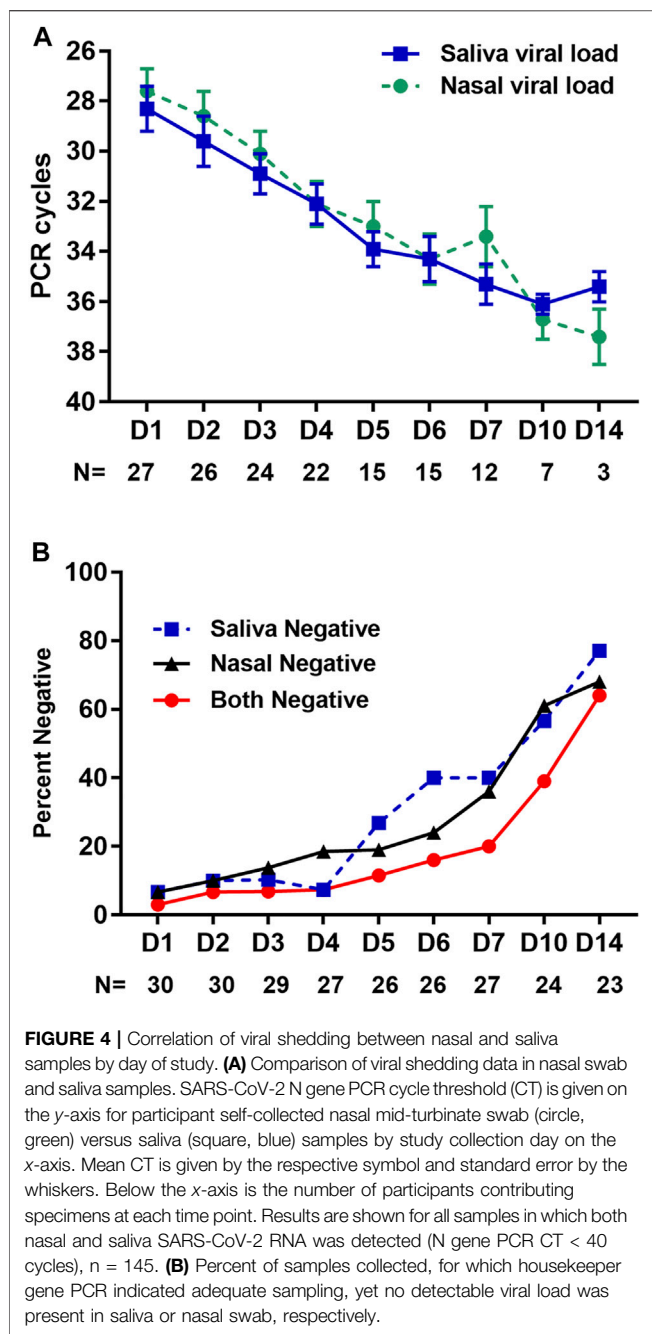 A
Saliva viral load
Nasal viral load
PCR cycles
26
28
30
32
34
36
38
40
D1 D2 D3 D4 D5 D6 D7 D10 D14
N= 27 26 24 22 15 15 12 7 3
B
Saliva Negative
Nasal Negative
Both Negative
Percent Negative
100
80
60
40
20
0
D1 D2 D3 D4 D5 D6 D7 D10 D14
N= 30 30 29 27 26 26 27 24 23
FIGURE 4 | Correlation of viral shedding between nasal and saliva
samples by day of study. (A) Comparison of viral shedding data in nasal swab
and saliva samples. SARS-CoV-2 N gene PCR cycle threshold (CT) is given on
the y-axis for participant self-collected nasal mid-turbinate swab (circle,
green) versus saliva (square, blue) samples by study collection day on the
x-axis. Mean CT is given by the respective symbol and standard error by the
whiskers. Below the x-axis is the number of participants contributing
specimens at each time point. Results are shown for all samples in which both
nasal and saliva SARS-CoV-2 RNA was detected (N gene PCR CT < 40
cycles), n = 145. (B) Percent of samples collected, for which housekeeper
gene PCR indicated adequate sampling, yet no detectable viral load was
present in saliva or nasal swab, respectively.